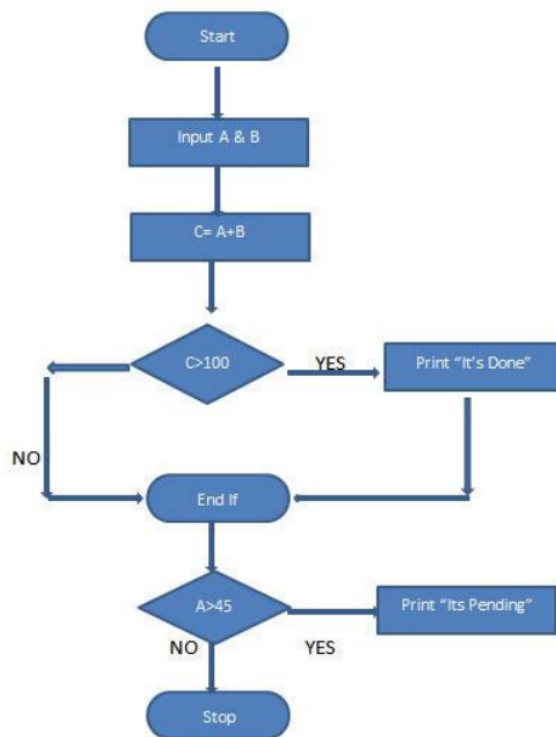 Start
Input A & B
C= A+B
C>100
YES
Print "It's Done"
NO
End If
A>45
Print "Its Pending"
NO
YES
Stop